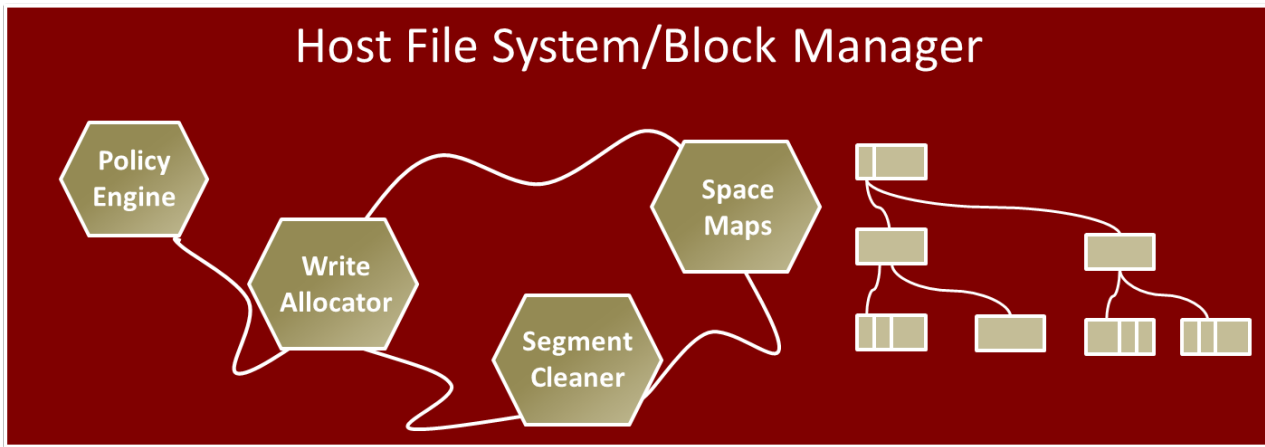 Host File System/Block Manager
Policy
Engine
Write
Allocator
Segment
Cleaner
Space
Maps